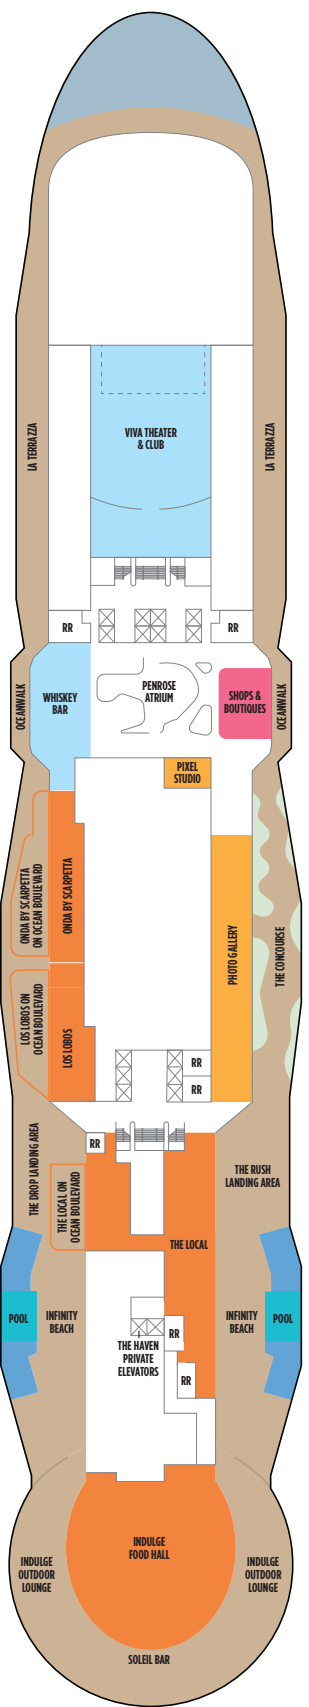 LA TERRAZZA
VIVA THEATER
& CLUB
LA TERRAZZA
RR
RR
OCEANWALK
WHISKEY
BAR
PENROSE
ATRIUM
SHOPS &
BOUTIQUES
OCEANWALK
PIXEL
STUDIO
ONDA BY SCARPETTA
ON OCEAN BOULEVARD
ONDA BY SCARPETTA
PHOTO GALLERY
THE CONCOURSE
LOS LOBOS ON
OCEAN BOULEVARD
LOS LOBOS
RR
RR
RR
THE DROP LANDING AREA
THE LOCAL ON
OCEAN BOULEVARD
THE RUSH
LANDING AREA
THE LOCAL
POOL
INFINITY
BEACH
INFINITY
BEACH
POOL
RR
THE HAVEN
PRIVATE
ELEVATORS
RR
INDULGE
FOOD HALL
INDULGE
OUTDOOR
LOUNGE
INDULGE
OUTDOOR
LOUNGE
SOLEIL BAR